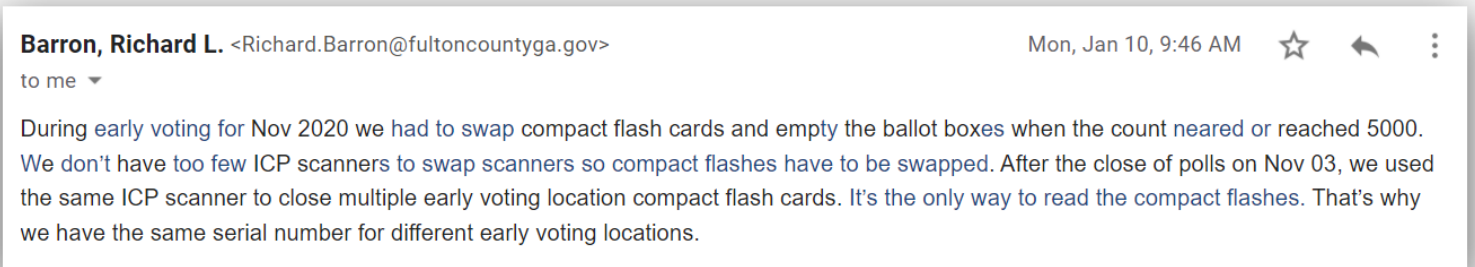 Barron, Richard L. <Richard.Barron@fultoncountyga.gov> Mon, Jan 10, 9:46 AM
to me
During early voting for Nov 2020 we had to swap compact flash cards and empty the ballot boxes when the count neared or reached 5000.
We don’t have too few ICP scanners to swap scanners so compact flashes have to be swapped. After the close of polls on Nov 03, we used
the same ICP scanner to close multiple early voting location compact flash cards. It’s the only way to read the compact flashes. That’s why
we have the same serial number for different early voting locations.